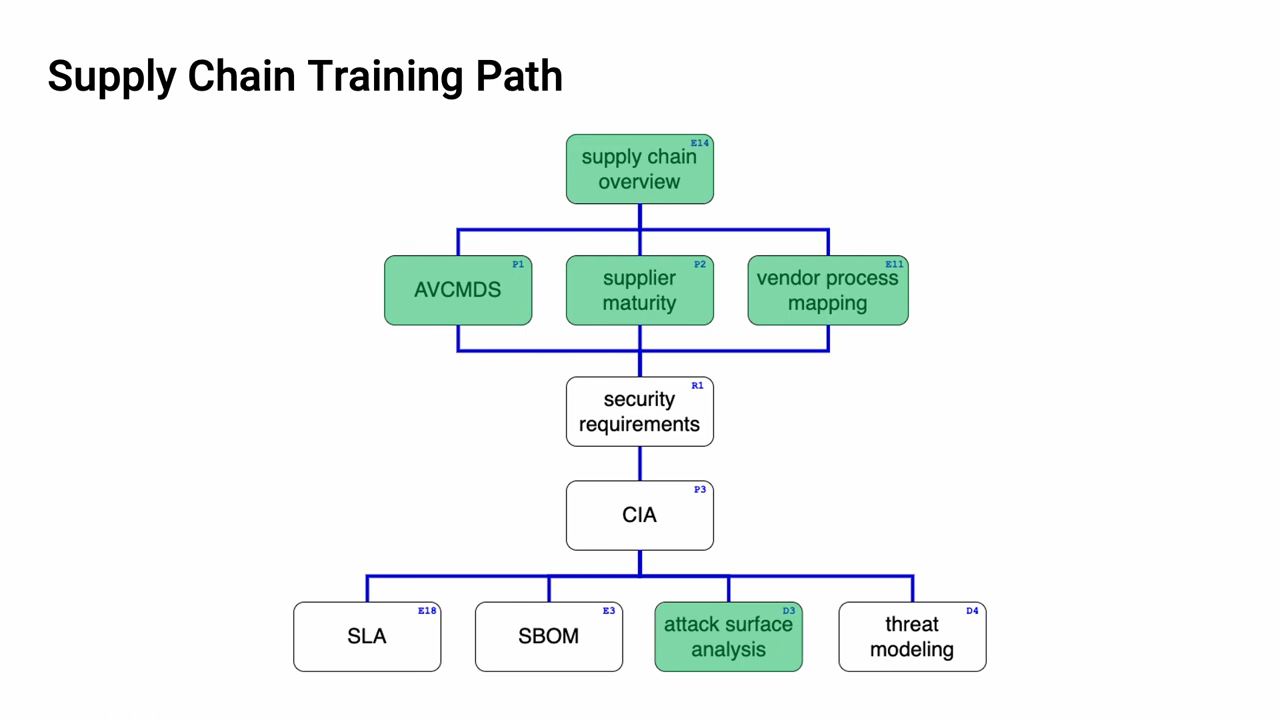 Supply Chain Training Path
E14
supply chain
overview
P1
AVCMDS
P2
supplier
maturity
E11
vendor process
mapping
R1
security
requirements
P3
CIA
E18
SLA
E3
SBOM
D3
attack surface
analysis
D4
threat
modeling